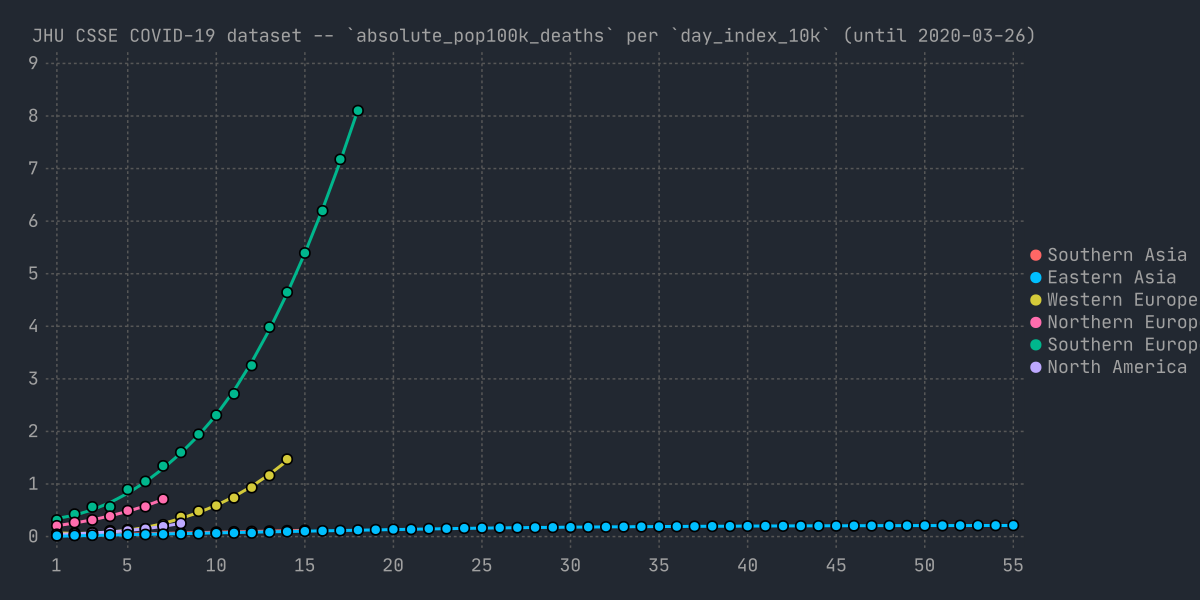 JHU CSSE COVID-19 dataset -- `absolute_pop100k_deaths` per `day_index_10k` (until 2020-03-26)
9
8
7
6
5
4
3
2
1
0
1 5 10 15 20 25 30 35 40 45 50 55
Southern Asia
Eastern Asia
Western Europe
Northern Europ
Southern Europ
North America